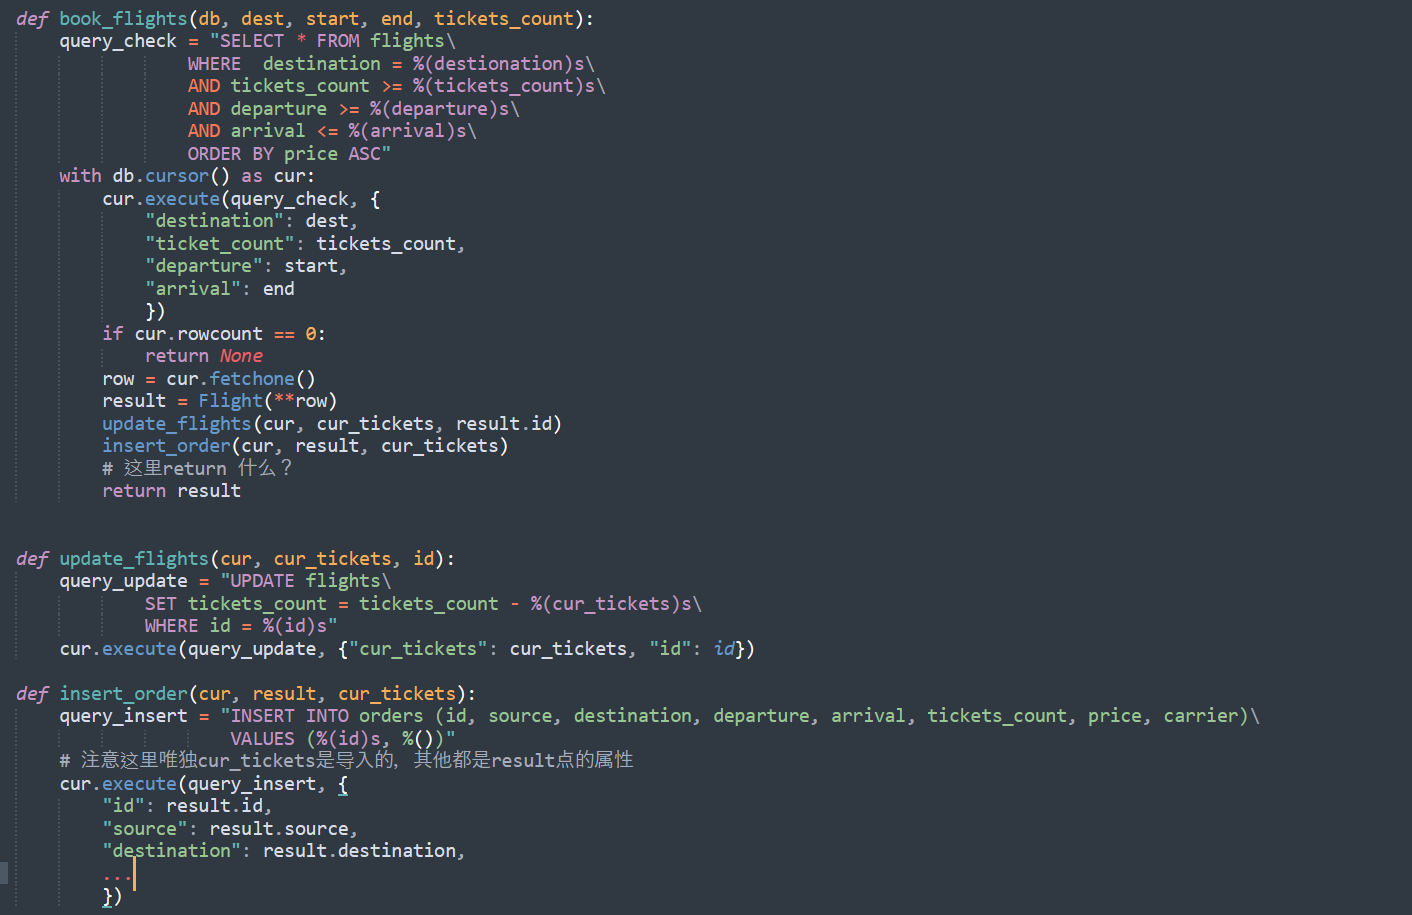 def book_flights(db, dest, start, end, tickets_count):
    query_check = "SELECT * FROM flights\
                WHERE  destination = %(destionation)s\
                AND tickets_count >= %(tickets_count)s\
                AND departure >= %(departure)s\
                AND arrival <= %(arrival)s\
                ORDER BY price ASC"
    with db.cursor() as cur:
        cur.execute(query_check, {
            "destination": dest,
            "ticket_count": tickets_count,
            "departure": start,
            "arrival": end
            })
        if cur.rowcount == 0:
            return None
        row = cur.fetchone()
        result = Flight(**row)
        update_flights(cur, cur_tickets, result.id)
        insert_order(cur, result, cur_tickets)
        # 这里return 什么？
        return result
def update_flights(cur, cur_tickets, id):
    query_update = "UPDATE flights\
            SET tickets_count = tickets_count - %(cur_tickets)s\
            WHERE id = %(id)s"
    cur.execute(query_update, {"cur_tickets": cur_tickets, "id": id})
def insert_order(cur, result, cur_tickets):
    query_insert = "INSERT INTO orders (id, source, destination, departure, arrival, tickets_count, price, carrier)\
                    VALUES (%(id)s, %())"
    # 注意这里唯独cur_tickets是导入的，其他都是result点的属性
    cur.execute(query_insert, {
        "id": result.id,
        "source": result.source,
        "destination": result.destination,
        ...
        })